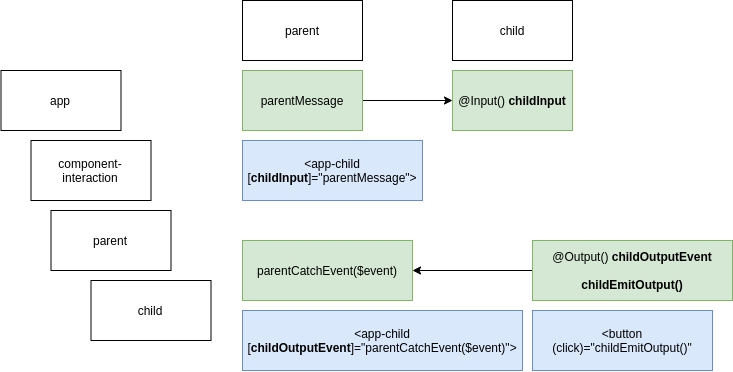 parent
child
app
parentMessage
@Input() childInput
component-
interaction
<app-child
[childInput]="parentMessage">
parent
parentCatchEvent($event)
@Output() childOutputEvent
childEmitOutput()
child
<app-child
[childOutputEvent]="parentCatchEvent($event)">
<button
(click)="childEmitOutput()"